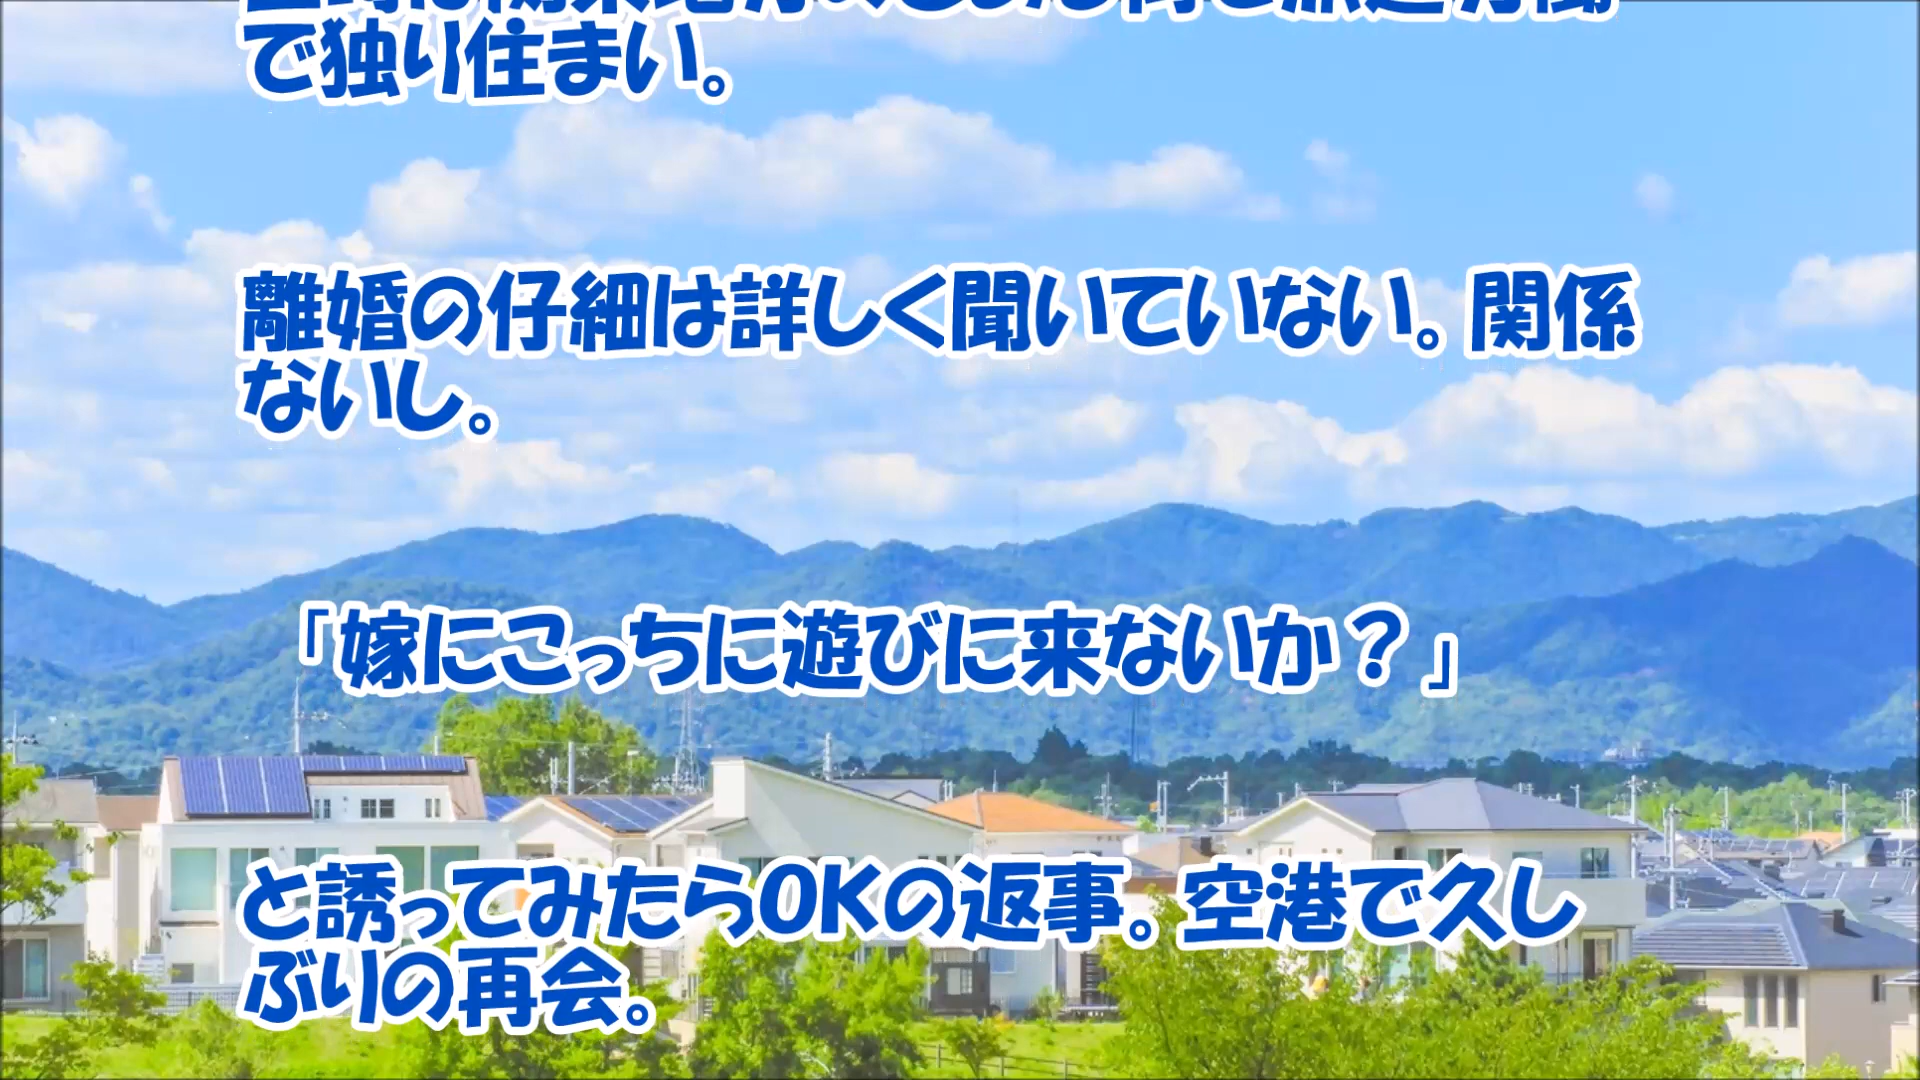 で独り住まい。
離婚の仔細は詳しく聞いていない。関係
ないし。
「嫁にこっちに遊びに来ないか？」
と誘ってみたらOKの返事。空港で久し
ぶりの再会。